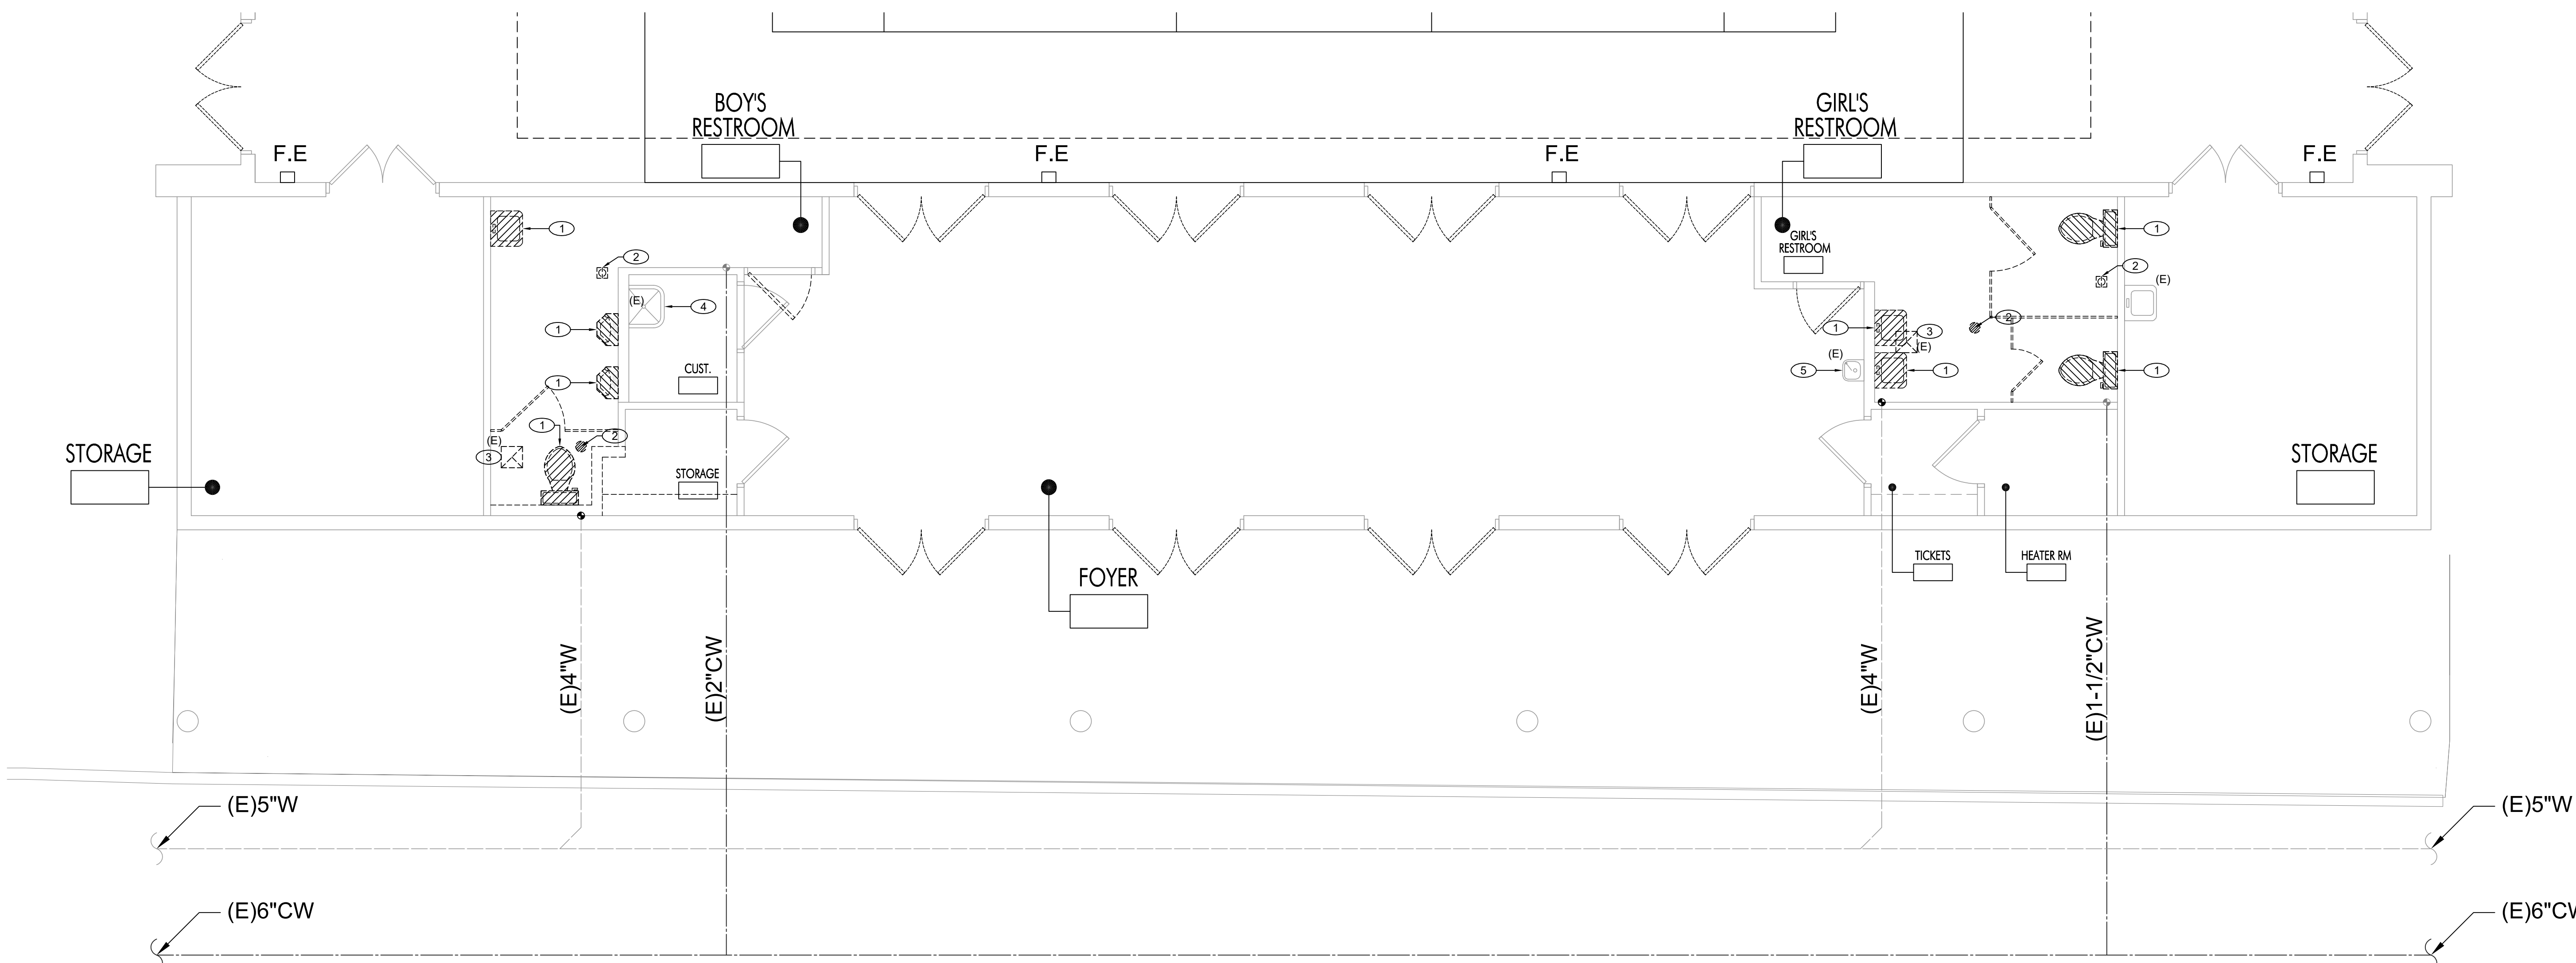 BOY'S
RESTROOM
GIRL'S
RESTROOM
F.E
F.E
F.E
F.E
1
2
(E)
4
1
1
CUST.
1
2
(E)
3
STORAGE
STORAGE
GIRL'S
RESTROOM
1
2
(E)
2
1
3
(E)
(E)
5
1
1
STORAGE
FOYER
TICKETS
HEATER RM
(E)4"W
(E)2"CW
(E)4"W
(E)1-1/2"CW
(E)5"W
(E)5"W
(E)6"CW
(E)6"CW